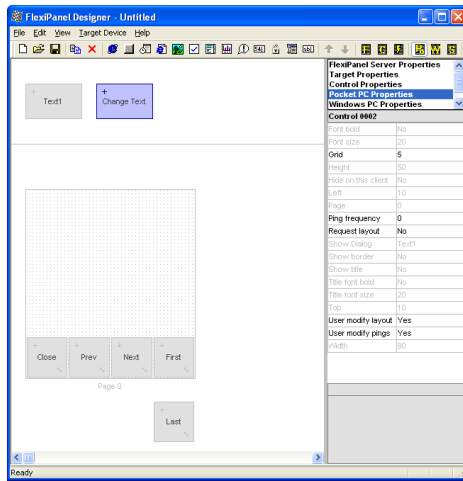 FlexiPanel Designer - Untitled
File Edit View Target Device Help
Text1
Change Text
FlexiPanel Server Properties
Target Properties
Control Properties
Pocket PC Properties
Windows PC Properties
Control 0002
Font bold No
Font size 20
Grid 5
Height 50
Hide on this client No
Left 10
Page 0
Ping frequency 0
Request layout No
Show Dialog Text1
Show border No
Show title No
Title font bold No
Title font size 20
Top 10
User modify layout Yes
User modify pings Yes
Width 80
Close Prev Next First
Page 0
Last
Ready